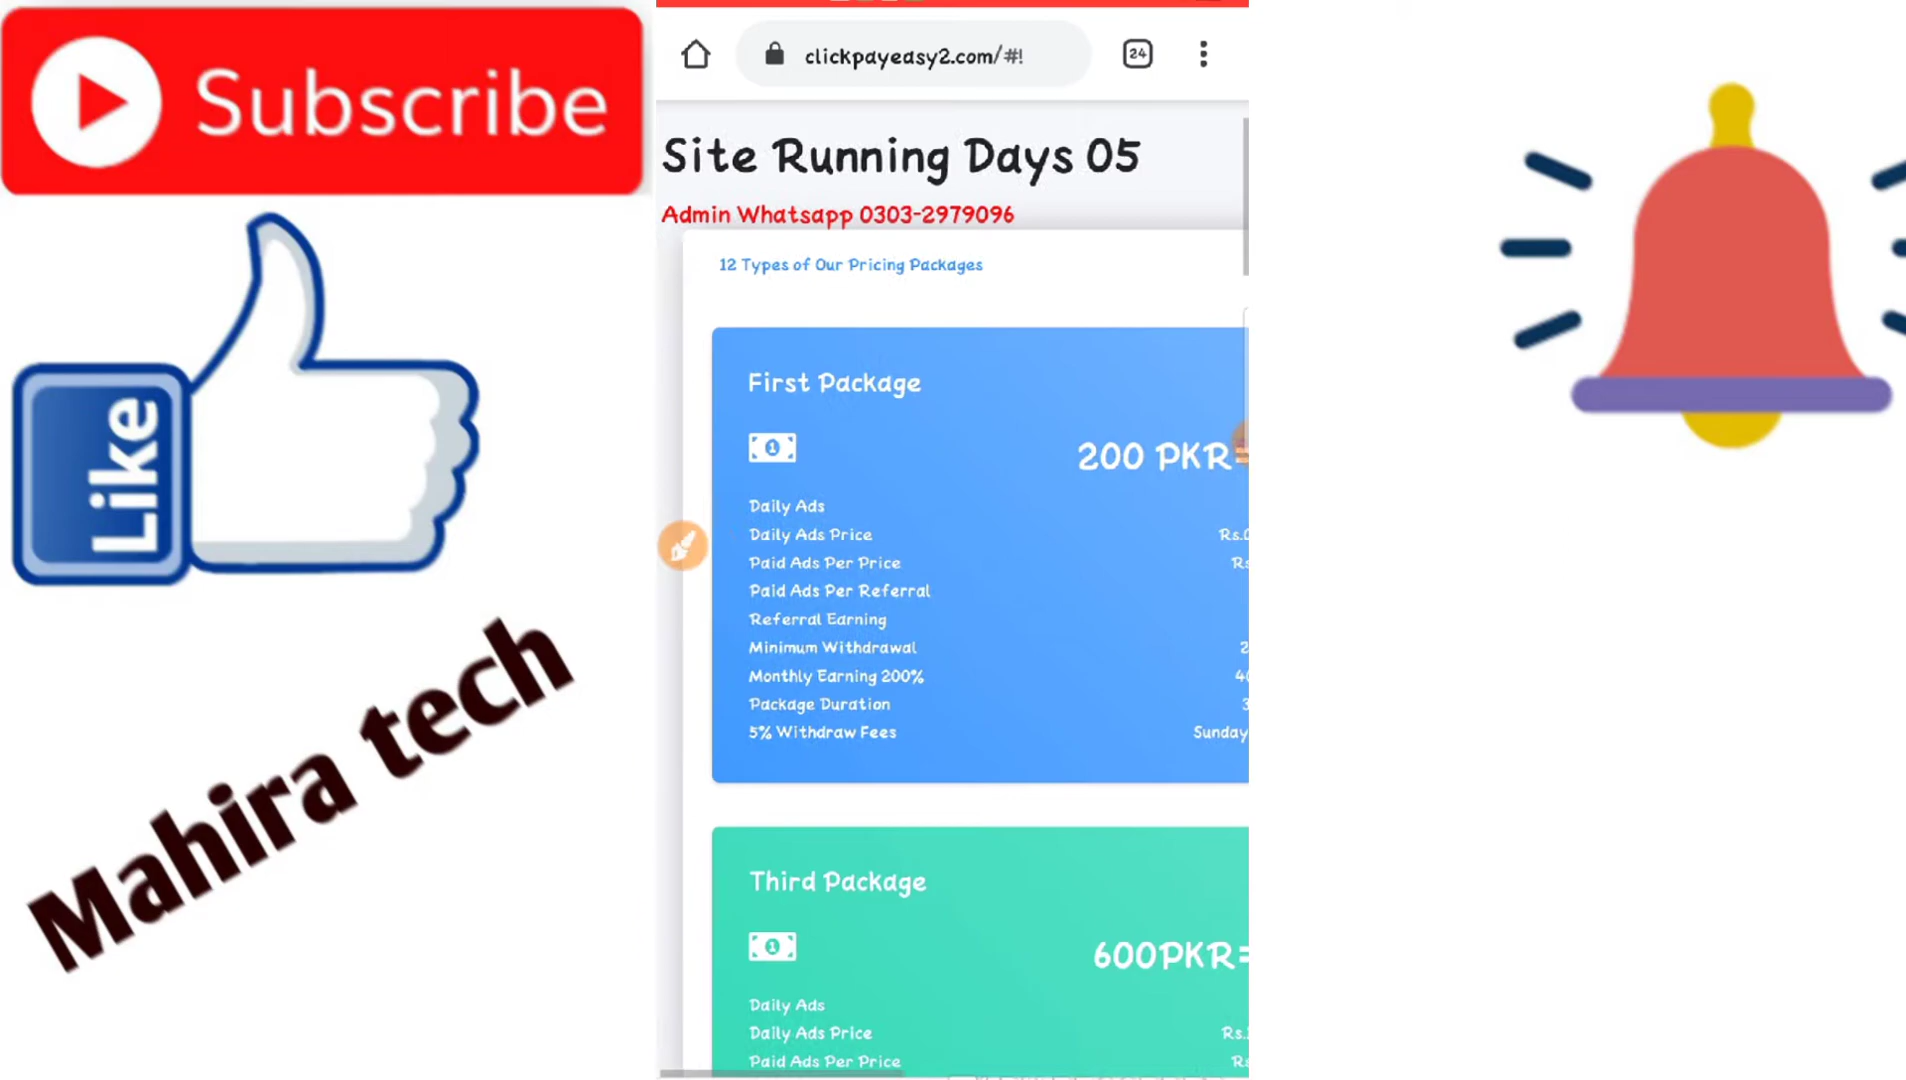 Subscribe
Like
Mahira tech
clickpayeasy2.com/#!
24
Site Running Days 05
Admin Whatsapp 0303-2979096
12 Types of Our Pricing Packages
First Package
1
200 PKR=
Daily Ads
Daily Ads Price
Paid Ads Per Price
Paid Ads Per Referral
Referral Earning
Minimum Withdrawal
Monthly Earning 200%
Package Duration
5% Withdraw Fees Sunday
Third Package
1
600PKR=
Daily Ads
Daily Ads Price
Paid Ads Per Price